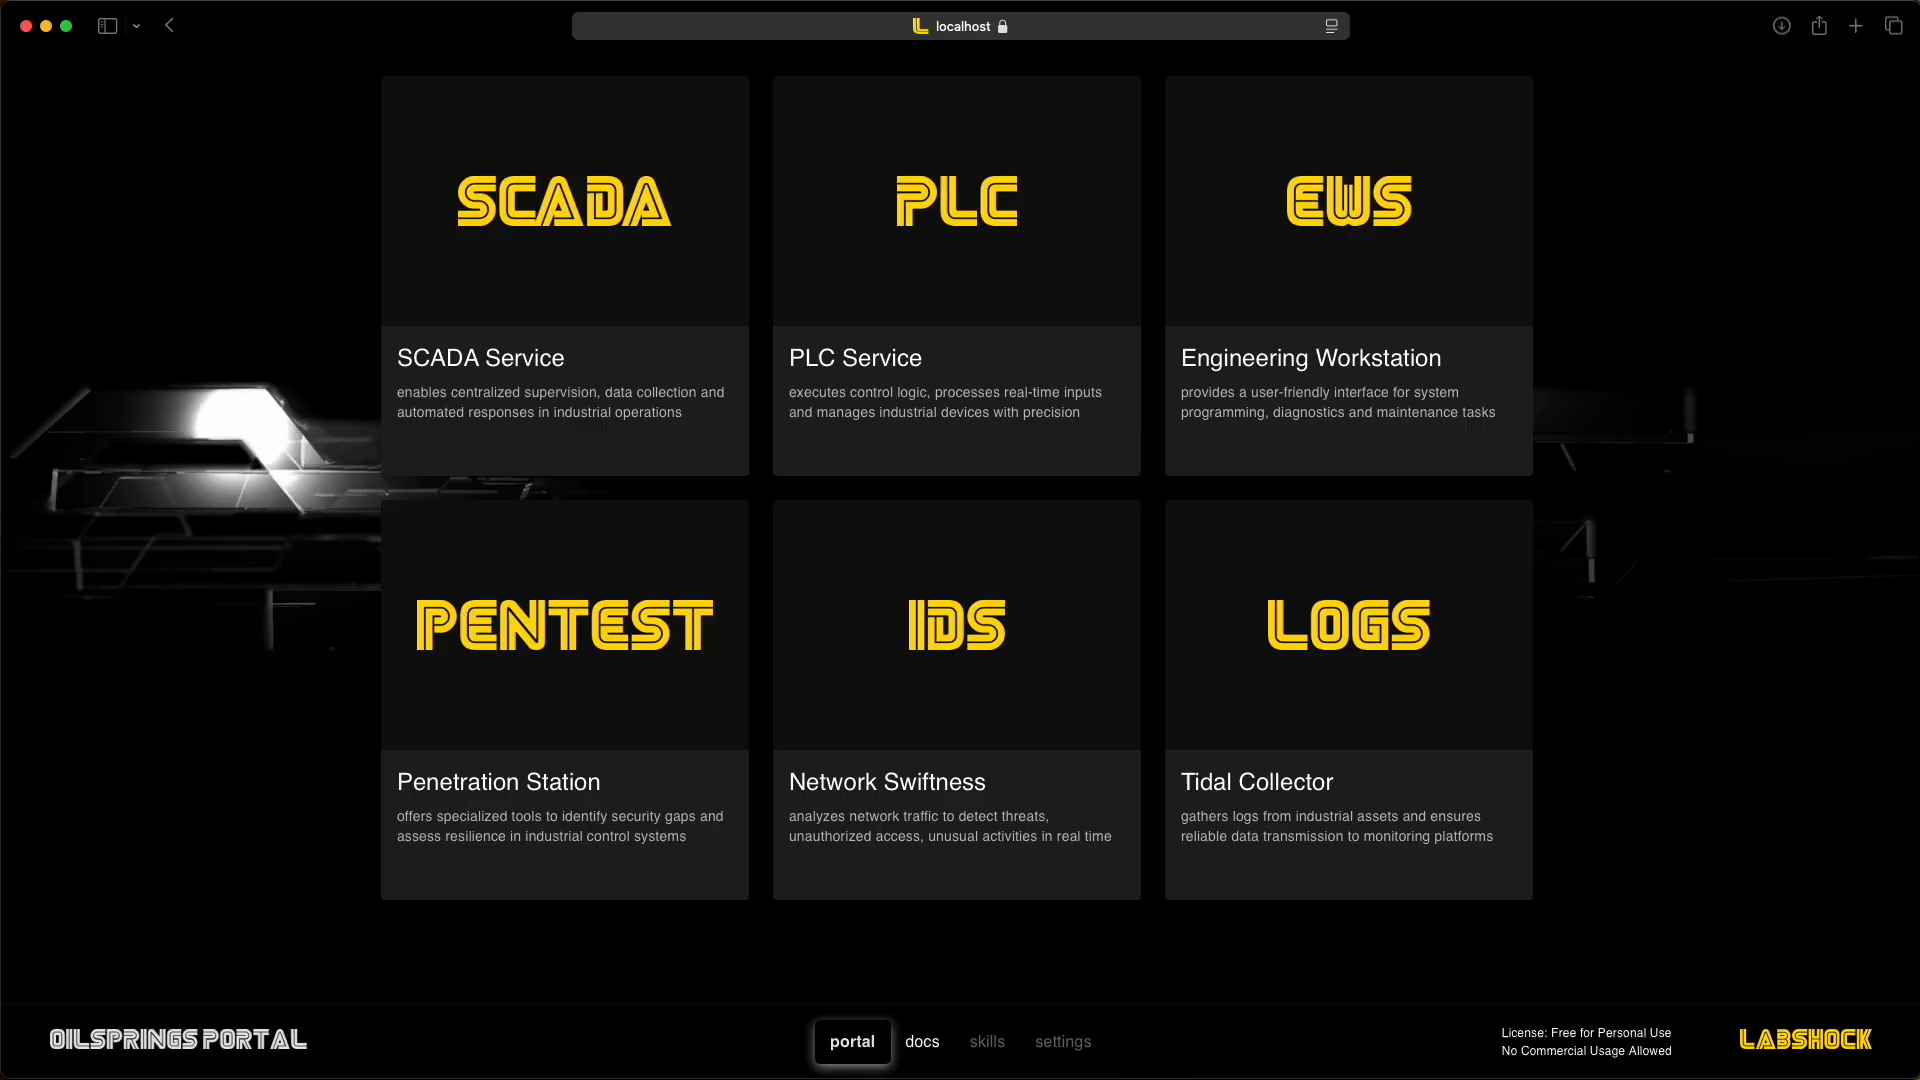 localhost
SCADA
PLC
EWS
SCADA Service
enables centralized supervision, data collection and
automated responses in industrial operations
PLC Service
executes control logic, processes real-time inputs
and manages industrial devices with precision
Engineering Workstation
provides a user-friendly interface for system
programming, diagnostics and maintenance tasks
PENTEST
IDS
LOGS
Penetration Station
offers specialized tools to identify security gaps and
assess resilience in industrial control systems
Network Swiftness
analyzes network traffic to detect threats,
unauthorized access, unusual activities in real time
Tidal Collector
gathers logs from industrial assets and ensures
reliable data transmission to monitoring platforms
OILSPRINGS PORTAL
portal
docs
skills
settings
License: Free for Personal Use
No Commercial Usage Allowed
LABSHOCK